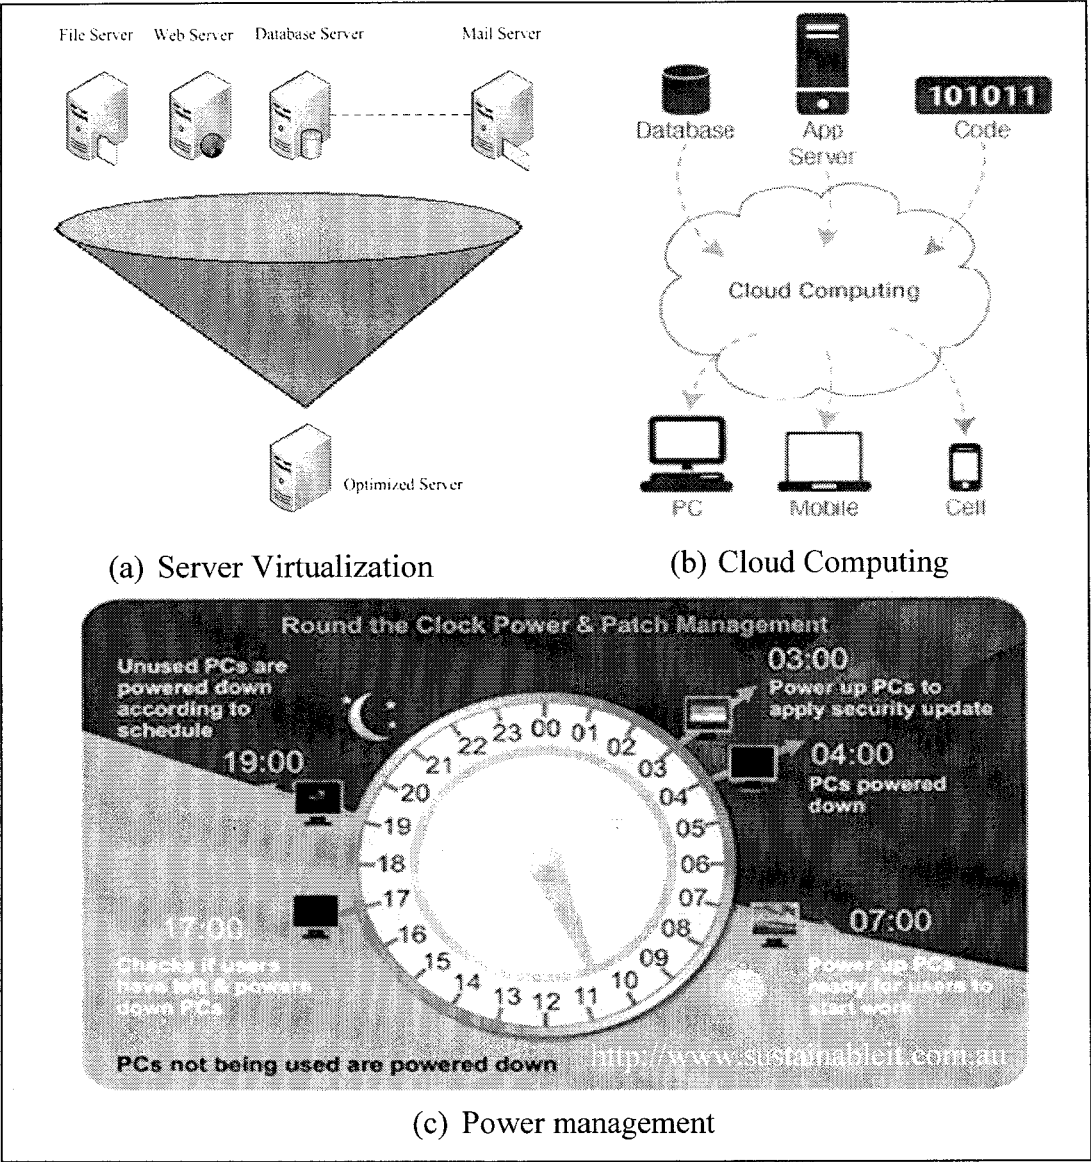 File Server Web Server Database Server Mail Server
Optimized Server
(a) Server Virtualization
Database
App
Server
101011
Code
Cloud Computing
PC
Mobile
Cell
(b) Cloud Computing
Round the Clock Power & Patch Management
Unused PCs are
powered down
according to
schedule
19:00
03:00
Power up PCs to
apply security update
04:00
PCs powered
down
00
01
02
03
04
05
06
07
08
09
10
11
12
13
14
15
16
17
18
19
20
21
22
23
17:00
Checks if users
have left & powers
down PCs
07:00
Power up PCs
ready for users to
start work
PCs not being used are powered down
http://www.sustainableit.com.au
(c) Power management